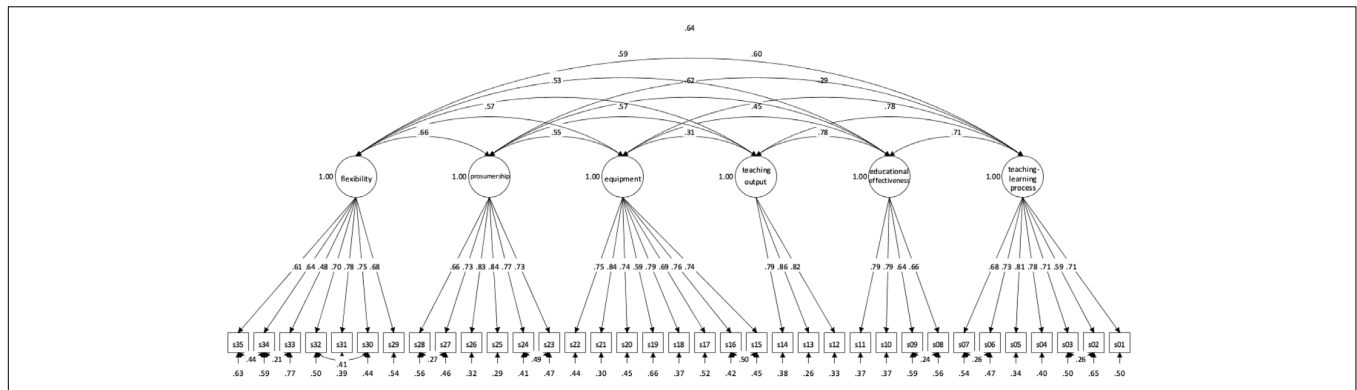 .64
.59 .60
.53 .62 .29
.57 .57 .45 .78
.66 .55 .31 .78 .71
1.00 flexibility 1.00 prosumership 1.00 equipment 1.00 teaching output 1.00 educational effectiveness 1.00 teaching-learning process
.61 .64 .48 .70 .78 .75 .68 .66 .73 .83 .84 .77 .73 .75 .84 .74 .59 .79 .69 .76 .74 .79 .86 .82 .79 .79 .64 .66 .68 .73 .81 .78 .71 .59 .71
s35 s34 s33 s32 s31 s30 s29 s28 s27 s26 s25 s24 s23 s22 s21 s20 s19 s18 s17 s16 s15 s14 s13 s12 s11 s10 s09 s08 s07 s06 s05 s04 s03 s02 s01
.44 .21 .41 .27 .49 .50 .24 .26 .26
.63 .59 .77 .50 .39 .44 .54 .56 .46 .32 .29 .41 .47 .44 .30 .45 .66 .37 .52 .42 .45 .38 .26 .33 .37 .37 .59 .56 .54 .47 .34 .40 .50 .65 .50